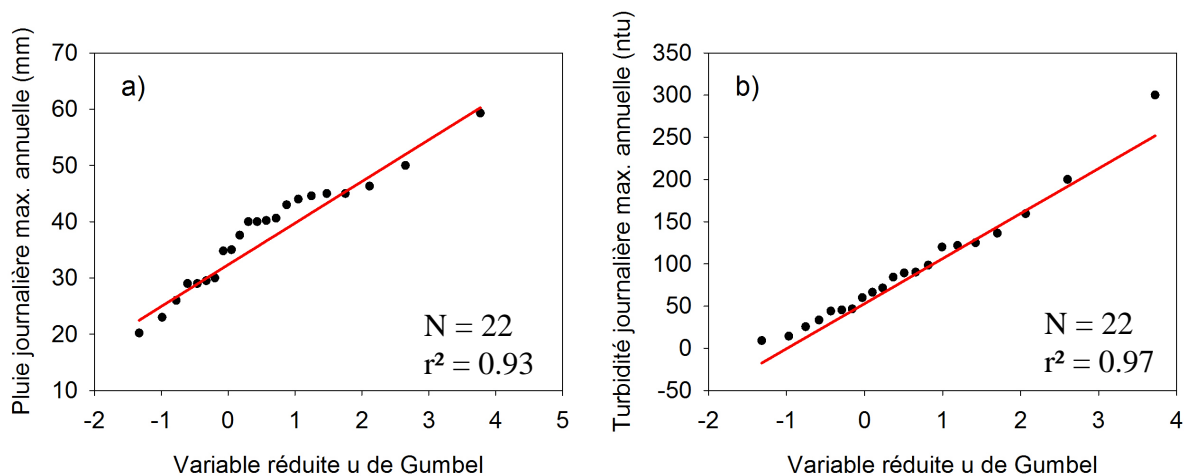 Pluie journalière max. annuelle (mm)
70
60
50
40
30
20
10
a)
N = 22
r² = 0.93
-2 -1 0 1 2 3 4 5
Variable réduite u de Gumbel
Turbidité journalière max. annuelle (ntu)
350
300
250
200
150
100
50
0
-50
b)
N = 22
r² = 0.97
-2 -1 0 1 2 3 4
Variable réduite u de Gumbel